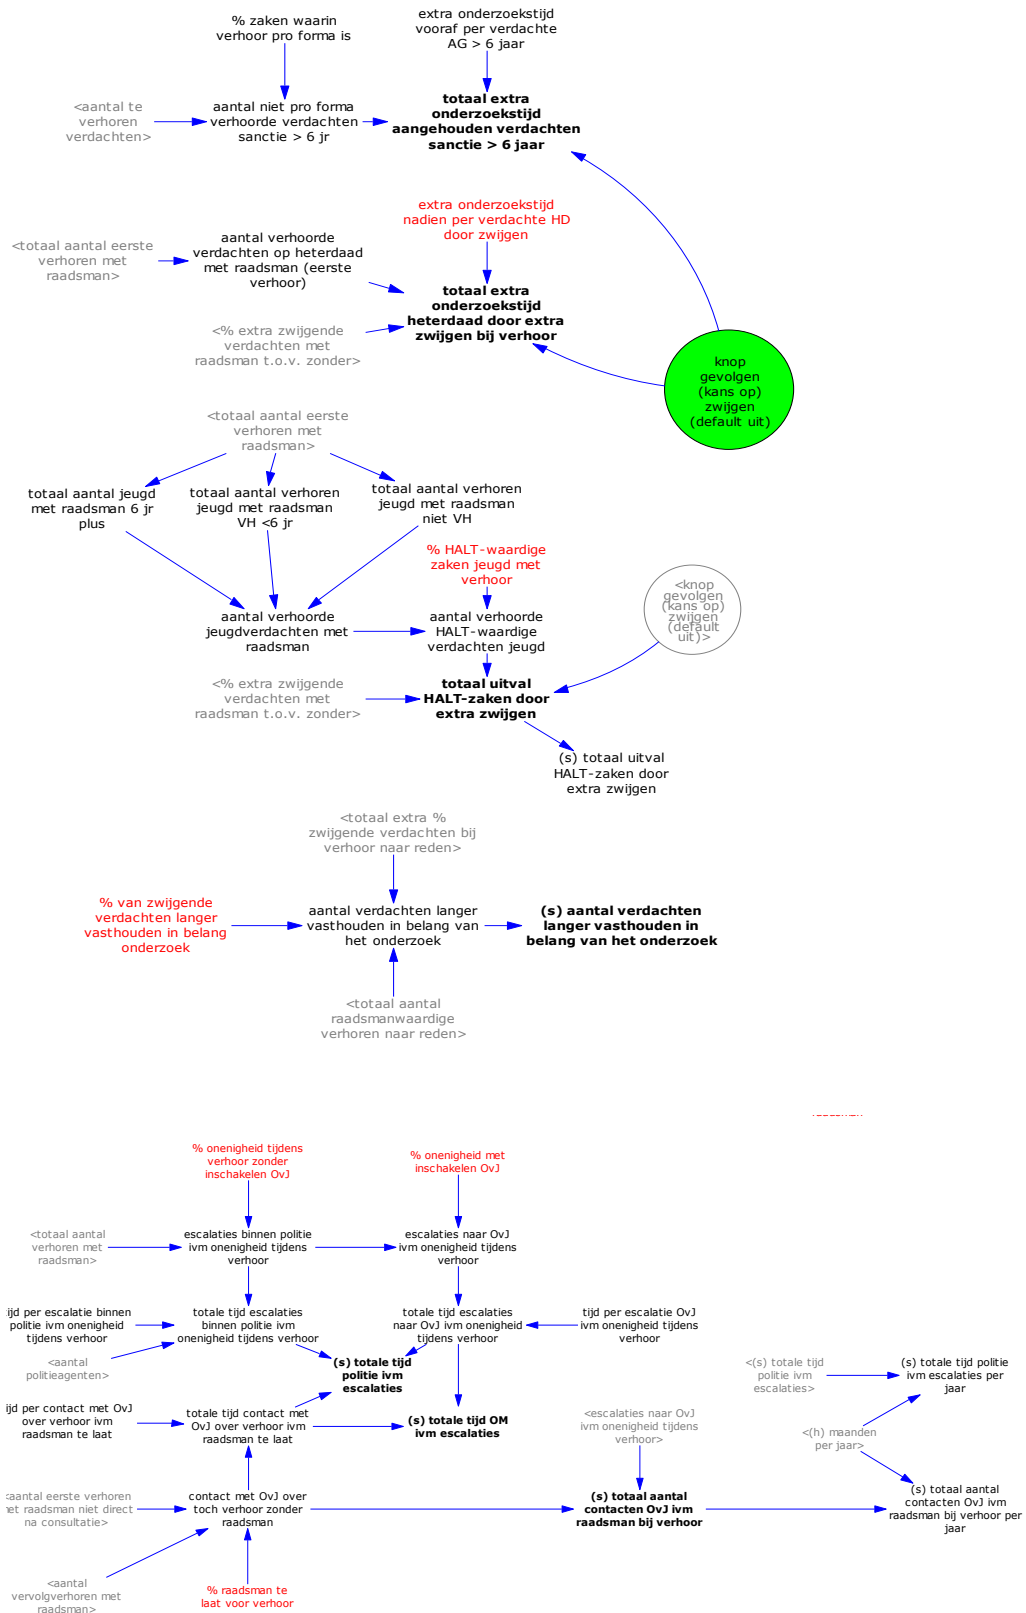 % zaken waarin
verhoor pro forma is
extra onderzoekstijd
vooraf per verdachte
AG > 6 jaar
<aantal te
verhoren
verdachten>
aantal niet pro forma
verhoorde verdachten
sanctie > 6 jr
totaal extra
onderzoekstijd
aangehouden verdachten
sanctie > 6 jaar
extra onderzoekstijd
nadien per verdachte HD
door zwijgen
<totaal aantal eerste
verhoren met
raadsman>
aantal verhoorde
verdachten op heterdaad
met raadsman (eerste
verhoor)
totaal extra
onderzoekstijd
heterdaad door extra
zwijgen bij verhoor
<% extra zwijgende
verdachten met
raadsman t.o.v. zonder>
knop
gevolgen
(kans op)
zwijgen
(default uit)
<totaal aantal eerste
verhoren met
raadsman>
totaal aantal jeugd
met raadsman 6 jr
plus
totaal aantal verhoren
jeugd met raadsman
VH <6 jr
totaal aantal verhoren
jeugd met raadsman
niet VH
% HALT-waardige
zaken jeugd met
verhoor
<knop
gevolgen
(kans op)
zwijgen
(default
uit)>
aantal verhoorde
jeugdverdachten met
raadsman
aantal verhoorde
HALT-waardige
verdachten jeugd
<% extra zwijgende
verdachten met
raadsman t.o.v. zonder>
totaal uitval
HALT-zaken door
extra zwijgen
(s) totaal uitval
HALT-zaken door
extra zwijgen
<totaal extra %
zwijgende verdachten bij
verhoor naar reden>
% van zwijgende
verdachten langer
vasthouden in belang
onderzoek
aantal verdachten langer
vasthouden in belang van
het onderzoek
(s) aantal verdachten
langer vasthouden in
belang van het onderzoek
<totaal aantal
raadsmanwaardige
verhoren naar reden>
% onenigheid tijdens
verhoor zonder
inschakelen OvJ
% onenigheid met
inschakelen OvJ
<totaal aantal
verhoren met
raadsman>
escalaties binnen politie
ivm onenigheid tijdens
verhoor
escalaties naar OvJ
ivm onenigheid tijdens
verhoor
ijd per escalatie binnen
politie ivm onenigheid
tijdens verhoor
totale tijd escalaties
binnen politie ivm
onenigheid tijdens verhoor
totale tijd escalaties
naar OvJ ivm onenigheid
tijdens verhoor
tijd per escalatie OvJ
ivm onenigheid tijdens
verhoor
<aantal
politieagenten>
(s) totale tijd
politie ivm
escalaties
<(s) totale tijd
politie ivm
escalaties>
(s) totale tijd politie
ivm escalaties per
jaar
ijd per contact met OvJ
over verhoor ivm
raadsman te laat
totale tijd contact met
OvJ over verhoor ivm
raadsman te laat
(s) totale tijd OM
ivm escalaties
<escalaties naar OvJ
ivm onenigheid tijdens
verhoor>
<(h) maanden
per jaar>
<aantal eerste verhoren
met raadsman niet direct
na consultatie>
contact met OvJ over
toch verhoor zonder
raadsman
(s) totaal aantal
contacten OvJ ivm
raadsman bij verhoor
(s) totaal aantal
contacten OvJ ivm
raadsman bij verhoor per
jaar
<aantal
vervolgverhoren met
raadsman>
% raadsman te
laat voor verhoor